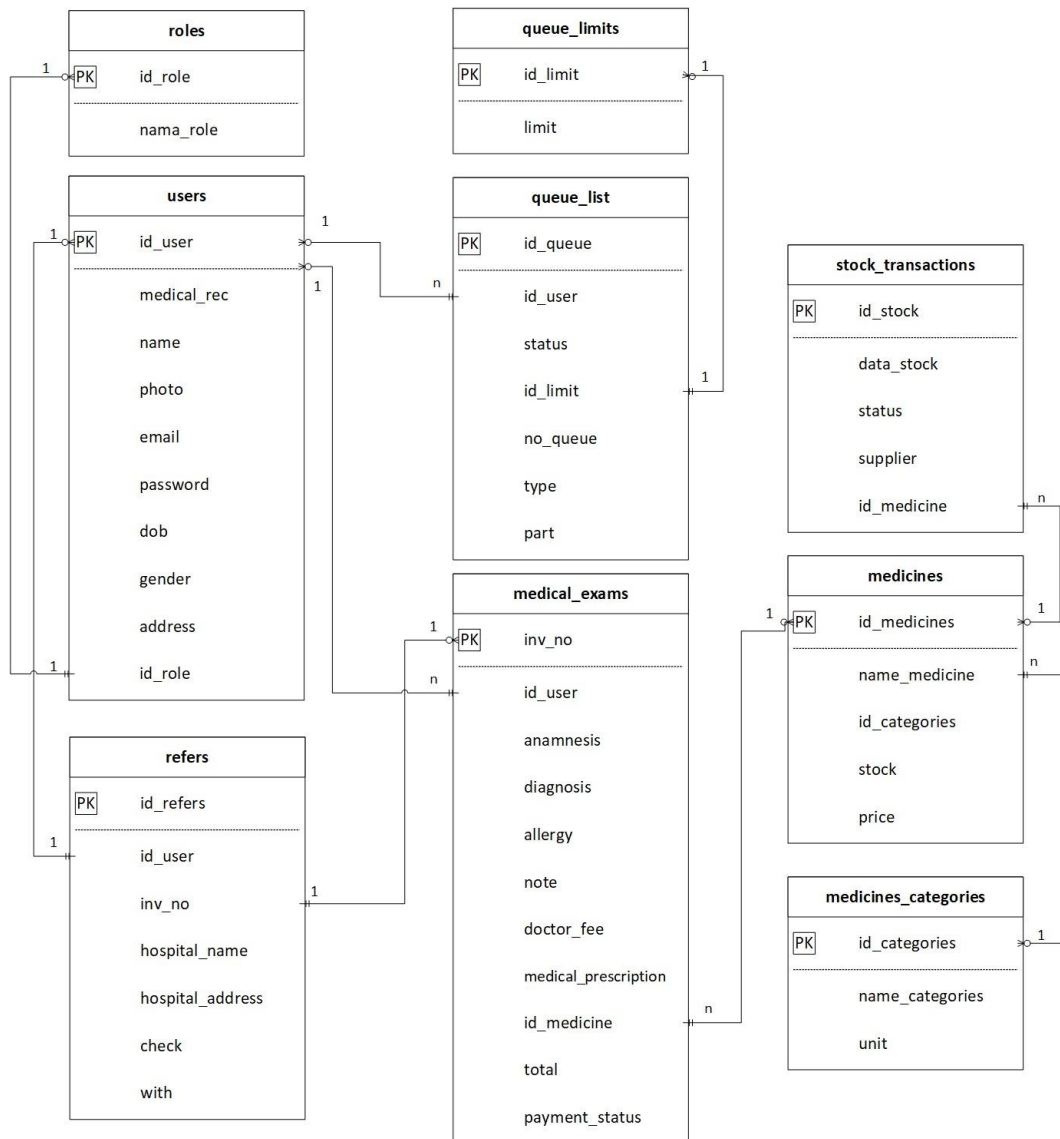 roles
1
PK
id_role
nama_role
users
1
PK
id_user
1
1
medical_rec
name
photo
email
password
dob
gender
address
1
id_role
refers
PK
id_refers
1
id_user
inv_no
1
hospital_name
hospital_address
check
with
queue_limits
PK
id_limit
1
limit
queue_list
PK
id_queue
n
id_user
status
id_limit
1
no_queue
type
part
medical_exams
1
PK
inv_no
n
id_user
anamnesis
diagnosis
allergy
note
doctor_fee
medical_prescription
id_medicine
n
total
payment_status
stock_transactions
PK
id_stock
data_stock
status
supplier
id_medicine
n
medicines
1
PK
id_medicines
1
name_medicine
n
id_categories
stock
price
medicines_categories
PK
id_categories
1
name_categories
unit